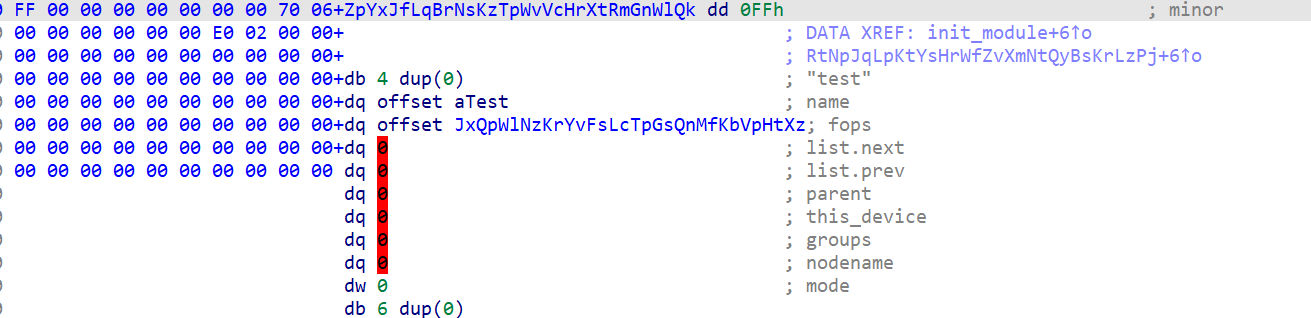 0 FF 00 00 00 00 00 00 00 70 06+ZpYxJfLqBrNsKzTpWvVcHrXtRmGnWlQk dd 0FFh ; minor
0 00 00 00 00 00 00 E0 02 00 00+ ; DATA XREF: init_module+6↑o
0 00 00 00 00 00 00 00 00 00 00+ ; RtNpJqLpKtYsHrWfZvXmNtQyBsKrLzPj+6↑o
0 00 00 00 00 00 00 00 00 00 00+db 4 dup(0) ; "test"
0 00 00 00 00 00 00 00 00 00 00+dq offset aTest ; name
0 00 00 00 00 00 00 00 00 00 00+dq offset JxQpWlNzKrYvFsLcTpGsQnMfKbVpHtXz; fops
0 00 00 00 00 00 00 00 00 00 00+dq 0 ; list.next
0 00 00 00 00 00 00 00 00 00 00 dq 0 ; list.prev
0 dq 0 ; parent
0 dq 0 ; this_device
0 dq 0 ; groups
0 dq 0 ; nodename
0 dw 0 ; mode
0 db 6 dup(0)